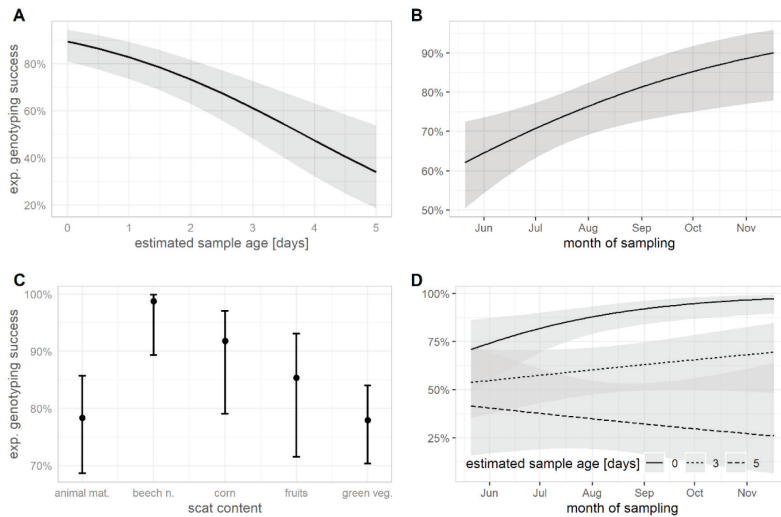 A
exp. genotyping success
80%
60%
40%
20%
0 1 2 3 4 5
estimated sample age [days]
B
90%
80%
70%
60%
50%
Jun Jul Aug Sep Oct Nov
month of sampling
C
exp. genotyping success
100%
90%
80%
70%
animal mat. beech n. corn fruits green veg.
scat content
D
100%
75%
50%
25%
estimated sample age [days] 0 3 5
Jun Jul Aug Sep Oct Nov
month of sampling